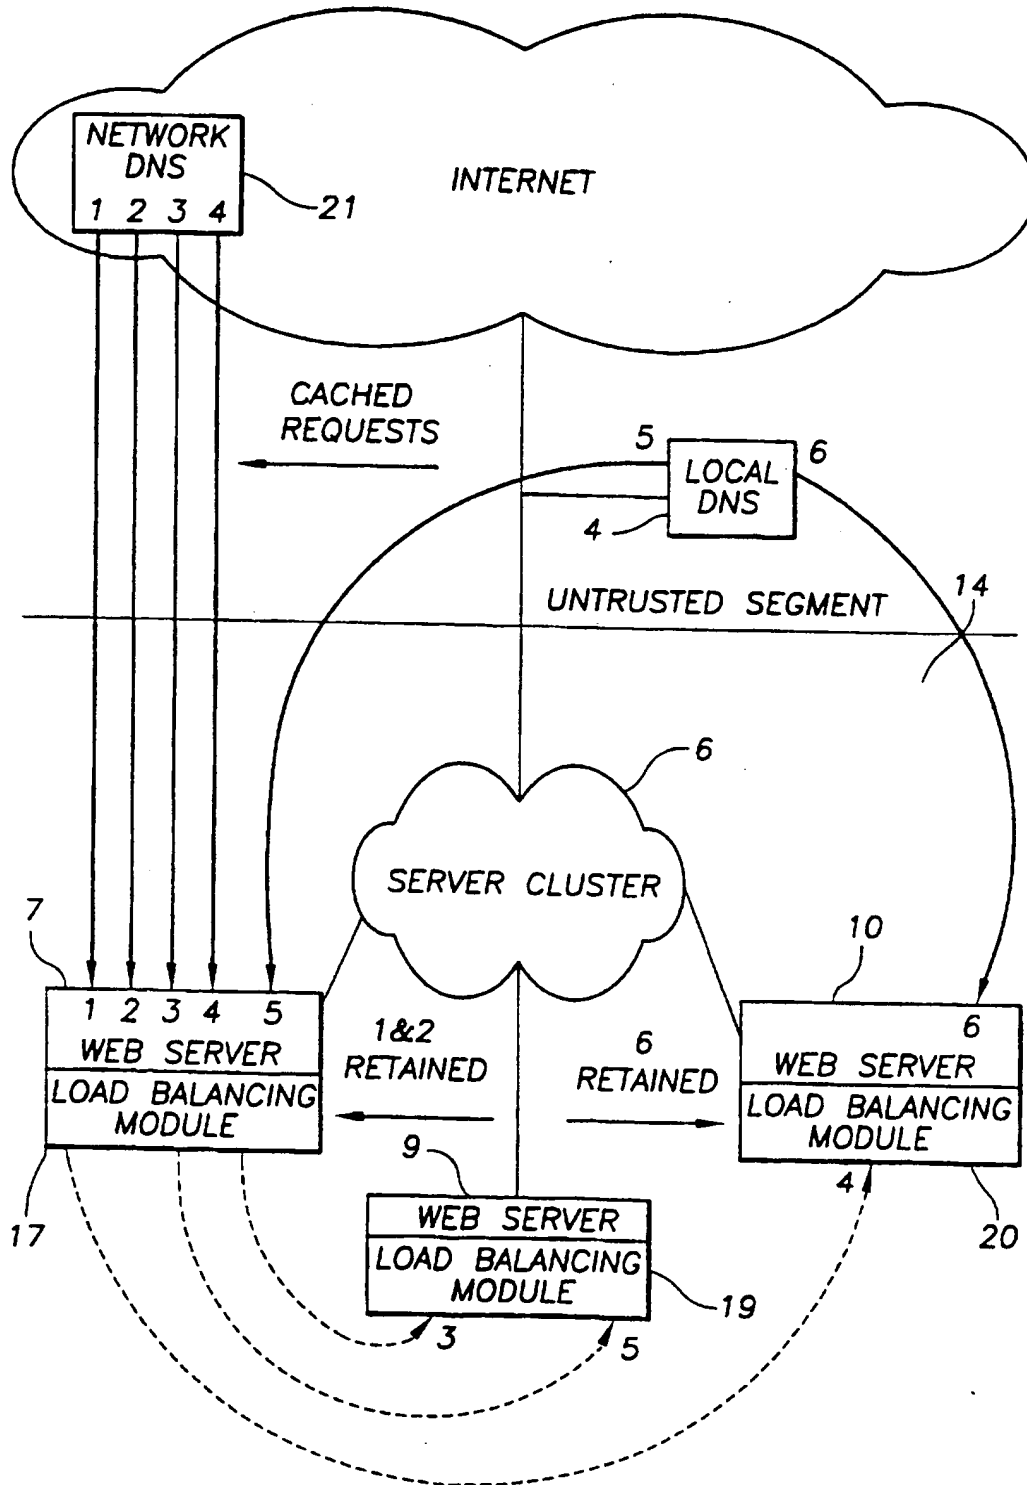 NETWORK
DNS
1 2 3 4
21
INTERNET
CACHED
REQUESTS
5
6
LOCAL
DNS
4
UNTRUSTED SEGMENT
14
6
SERVER CLUSTER
7
10
1 2 3 4 5
WEB SERVER
LOAD BALANCING
MODULE
17
1&2
RETAINED
6
RETAINED
6
WEB SERVER
LOAD BALANCING
MODULE
4
20
9
WEB SERVER
LOAD BALANCING
MODULE
19
3
5